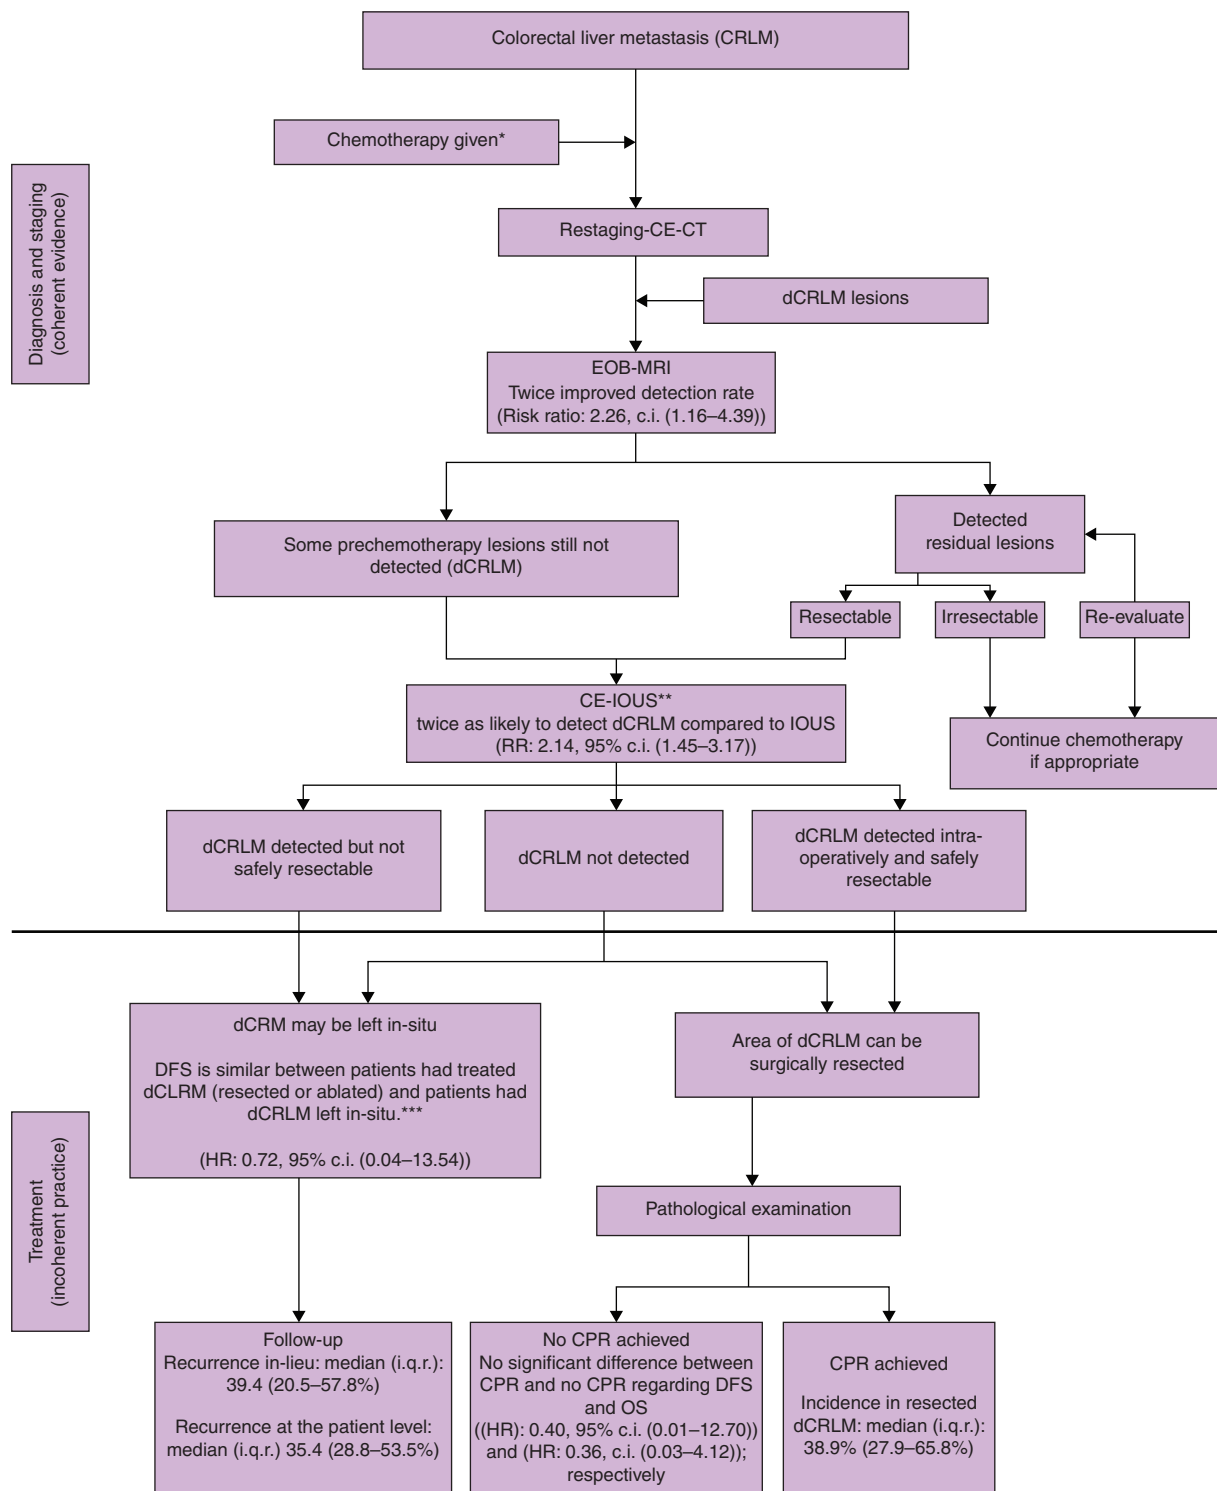 Colorectal liver metastasis (CRLM)
Chemotherapy given*
Diagnosis and staging
(coherent evidence)
Restaging-CE-CT
dCRLM lesions
EOB-MRI
Twice improved detection rate
(Risk ratio: 2.26, c.i. (1.16–4.39))
Some prechemotherapy lesions still not
detected (dCRLM)
Detected
residual lesions
Resectable
Irresectable
Re-evaluate
CE-IOUS**
twice as likely to detect dCRLM compared to IOUS
(RR: 2.14, 95% c.i. (1.45–3.17))
Continue chemotherapy
if appropriate
dCRLM detected but not
safely resectable
dCRLM not detected
dCRLM detected intra-
operatively and safely
resectable
Treatment
(incoherent practice)
dCRM may be left in-situ
DFS is similar between patients had treated
dCLRM (resected or ablated) and patients had
dCRLM left in-situ.***
(HR: 0.72, 95% c.i. (0.04–13.54))
Area of dCRLM can be
surgically resected
Pathological examination
Follow-up
Recurrence in-lieu: median (i.q.r.):
39.4 (20.5–57.8%)
Recurrence at the patient level:
median (i.q.r.) 35.4 (28.8–53.5%)
No CPR achieved
No significant difference between
CPR and no CPR regarding DFS
and OS
((HR): 0.40, 95% c.i. (0.01–12.70))
and (HR: 0.36, c.i. (0.03–4.12));
respectively
CPR achieved
Incidence in resected
dCRLM: median (i.q.r.):
38.9% (27.9–65.8%)